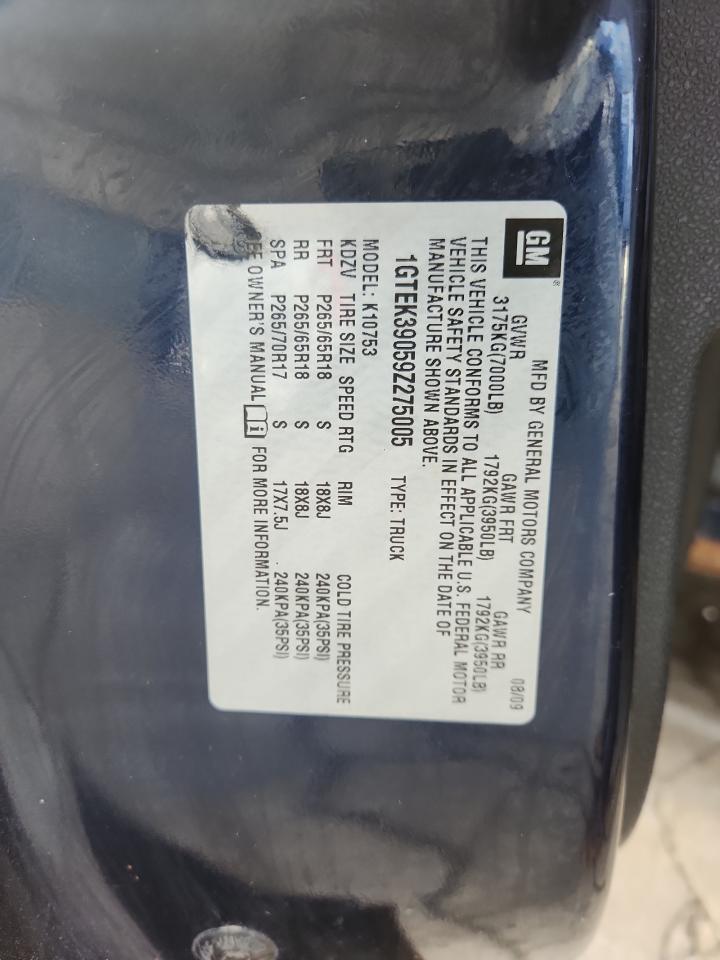 GM
MFD BY GENERAL MOTORS COMPANY 08/09
GVWR GAWR FRT GAWR RR
3175KG(7000LB) 1792KG(3950LB) 1792KG(3950LB)
THIS VEHICLE CONFORMS TO ALL APPLICABLE U.S. FEDERAL MOTOR
VEHICLE SAFETY STANDARDS IN EFFECT ON THE DATE OF
MANUFACTURE SHOWN ABOVE.
1GTEK39059Z275005 TYPE: TRUCK
MODEL: K10753
KDZV TIRE SIZE SPEED RTG RIM COLD TIRE PRESSURE
FRT P265/65R18 S 18X8J 240KPA(35PSI)
RR P265/65R18 S 18X8J 240KPA(35PSI)
SPA P265/70R17 S 17X7.5J 240KPA(35PSI)
OWNER'S MANUAL i FOR MORE INFORMATION.